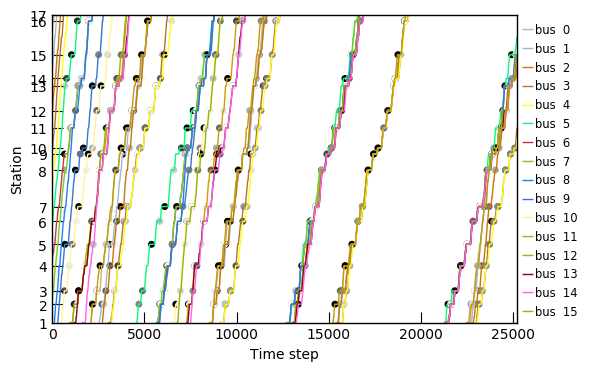 17
16
15
14
13
12
11
10
9
8
7
6
5
4
3
2
1
Station
0
5000
10000
15000
20000
25000
Time step
bus 0
bus 1
bus 2
bus 3
bus 4
bus 5
bus 6
bus 7
bus 8
bus 9
bus 10
bus 11
bus 12
bus 13
bus 14
bus 15